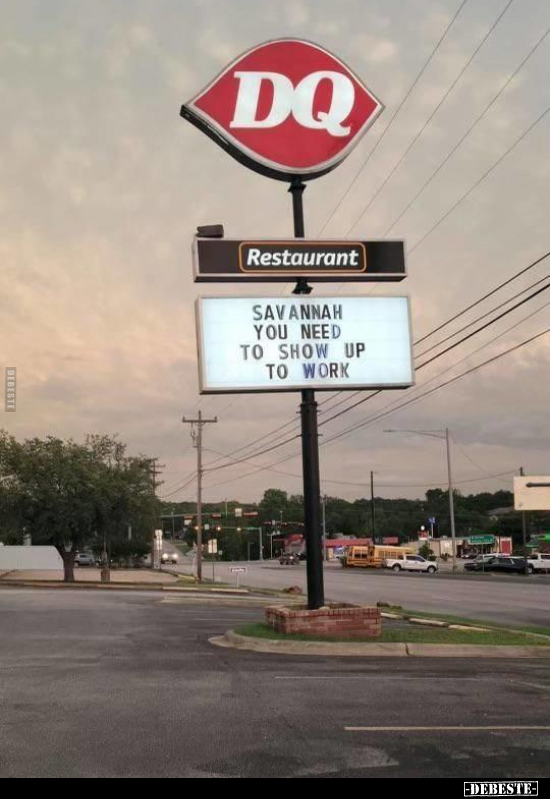 DQ
Restaurant
SAVANNAH
YOU NEED
TO SHOW UP
TO WORK
DEBESTE
-DEBESTE-